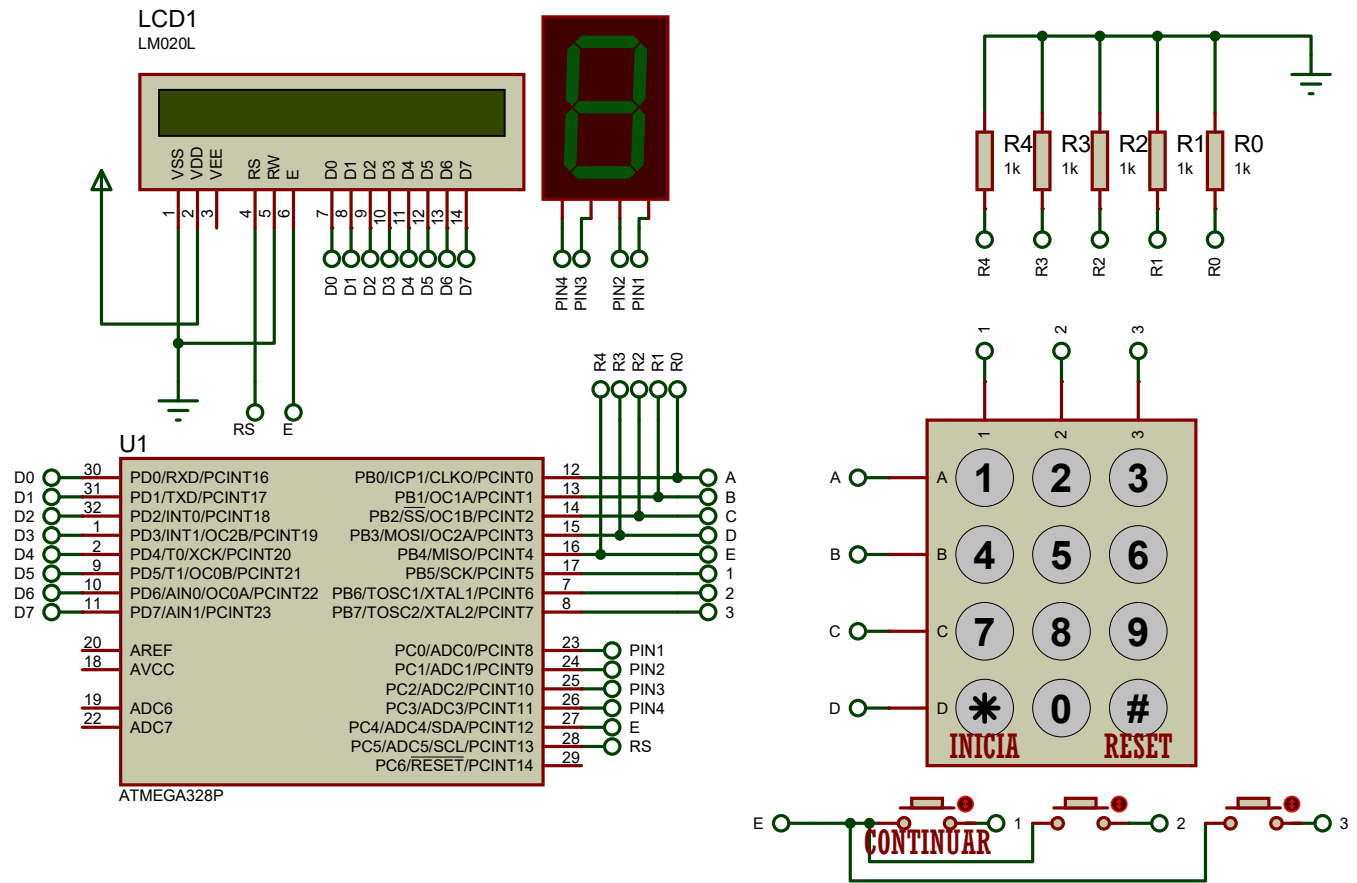 LCD1
LM020L
VSS VDD VEE RS RW E D0 D1 D2 D3 D4 D5 D6 D7
1 2 3 4 5 6 7 8 9 10 11 12 13 14
D0 D1 D2 D3 D4 D5 D6 D7
PIN4 PIN3 PIN2 PIN1
RS E
R4 R3 R2 R1 R0
1k 1k 1k 1k 1k
R4 R3 R2 R1 R0
R4 R3 R2 R1 R0
U1
D0 30 PD0/RXD/PCINT16 PB0/ICP1/CLKO/PCINT0 12 A
D1 31 PD1/TXD/PCINT17 PB1/OC1A/PCINT1 13 B
D2 32 PD2/INT0/PCINT18 PB2/SS/OC1B/PCINT2 14 C
D3 1 PD3/INT1/OC2B/PCINT19 PB3/MOSI/OC2A/PCINT3 15 D
D4 2 PD4/T0/XCK/PCINT20 PB4/MISO/PCINT4 16 E
D5 9 PD5/T1/OC0B/PCINT21 PB5/SCK/PCINT5 17 1
D6 10 PD6/AIN0/OC0A/PCINT22 PB6/TOSC1/XTAL1/PCINT6 7 2
D7 11 PD7/AIN1/PCINT23 PB7/TOSC2/XTAL2/PCINT7 8 3
20 AREF PC0/ADC0/PCINT8 23 PIN1
18 AVCC PC1/ADC1/PCINT9 24 PIN2
PC2/ADC2/PCINT10 25 PIN3
19 ADC6 PC3/ADC3/PCINT11 26 PIN4
22 ADC7 PC4/ADC4/SDA/PCINT12 27 E
PC5/ADC5/SCL/PCINT13 28 RS
PC6/RESET/PCINT14 29
ATMEGA328P
1 2 3
1 2 3
A A 1 2 3
B B 4 5 6
C C 7 8 9
D D * 0 #
INICIA RESET
E 1 2 3
CONTINUAR